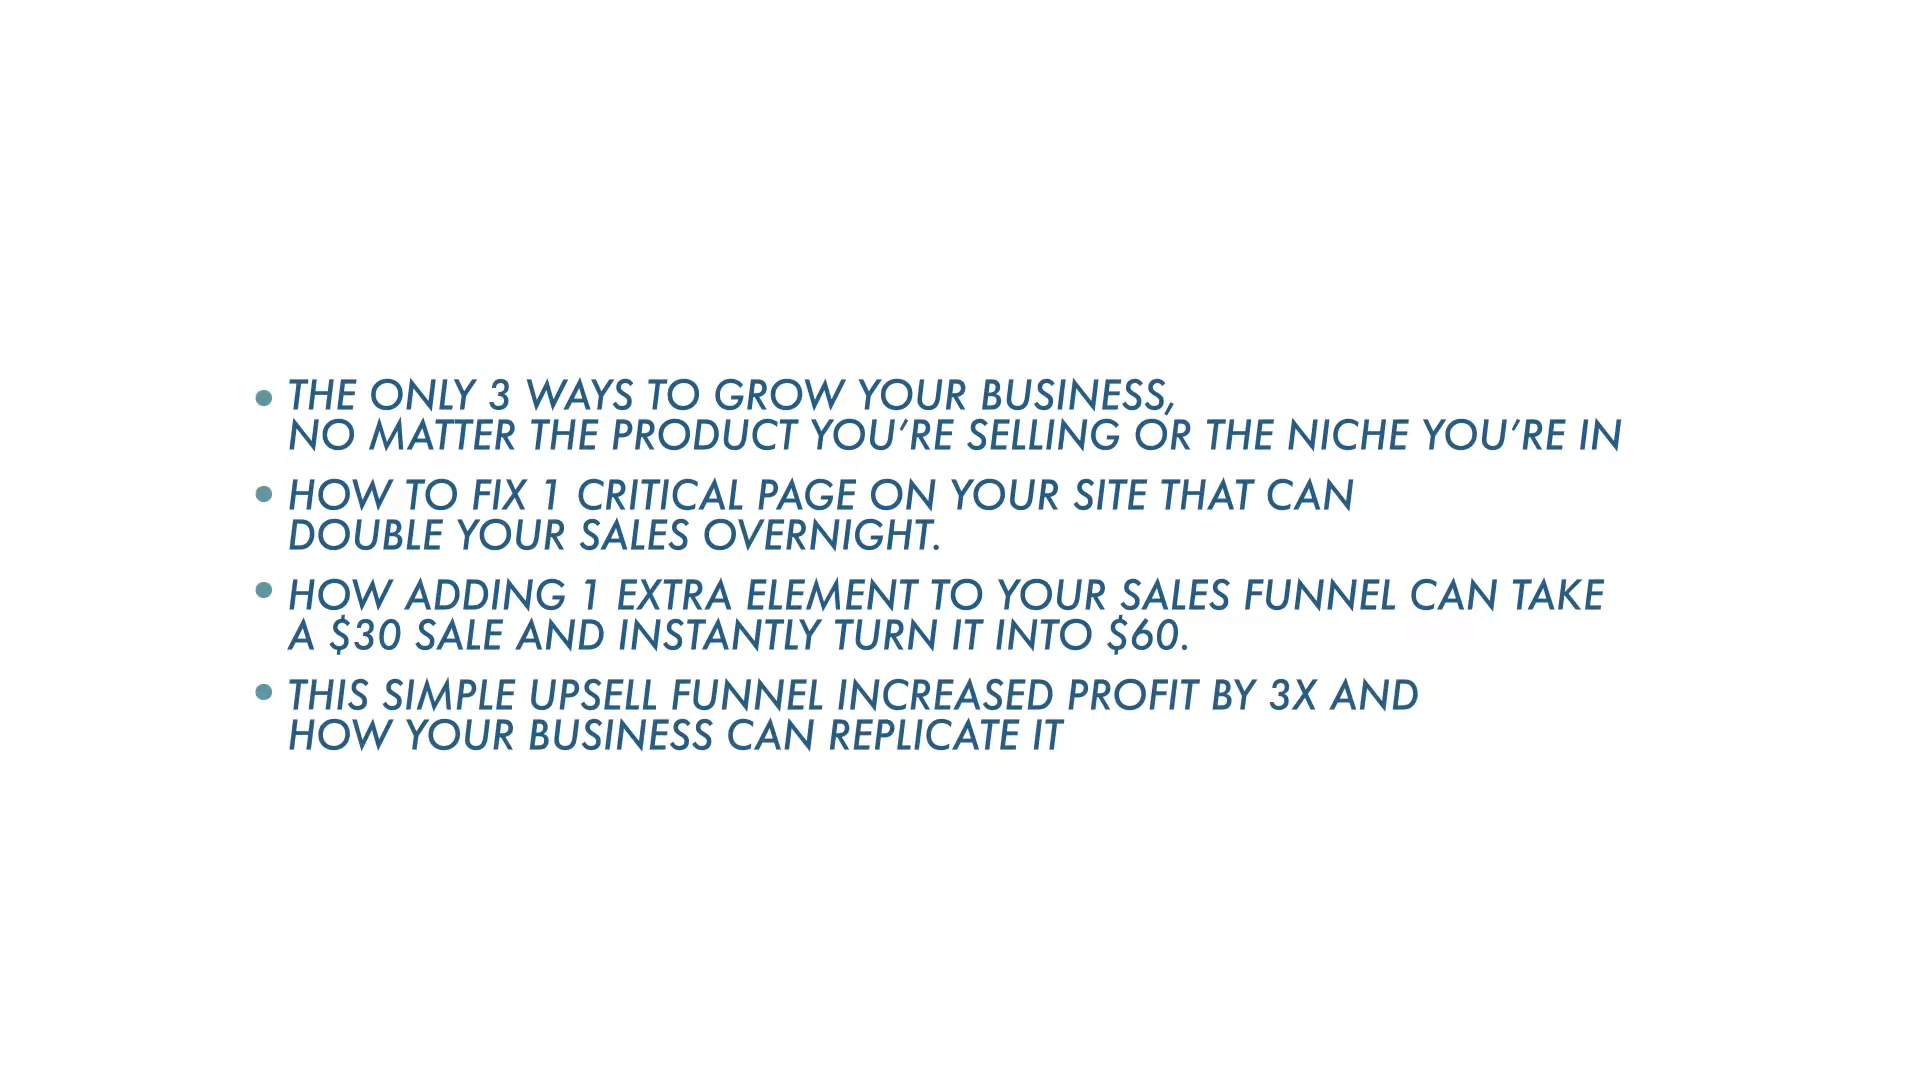 • THE ONLY 3 WAYS TO GROW YOUR BUSINESS,
NO MATTER THE PRODUCT YOU’RE SELLING OR THE NICHE YOU’RE IN
• HOW TO FIX 1 CRITICAL PAGE ON YOUR SITE THAT CAN
DOUBLE YOUR SALES OVERNIGHT.
• HOW ADDING 1 EXTRA ELEMENT TO YOUR SALES FUNNEL CAN TAKE
A $30 SALE AND INSTANTLY TURN IT INTO $60.
• THIS SIMPLE UPSELL FUNNEL INCREASED PROFIT BY 3X AND
HOW YOUR BUSINESS CAN REPLICATE IT